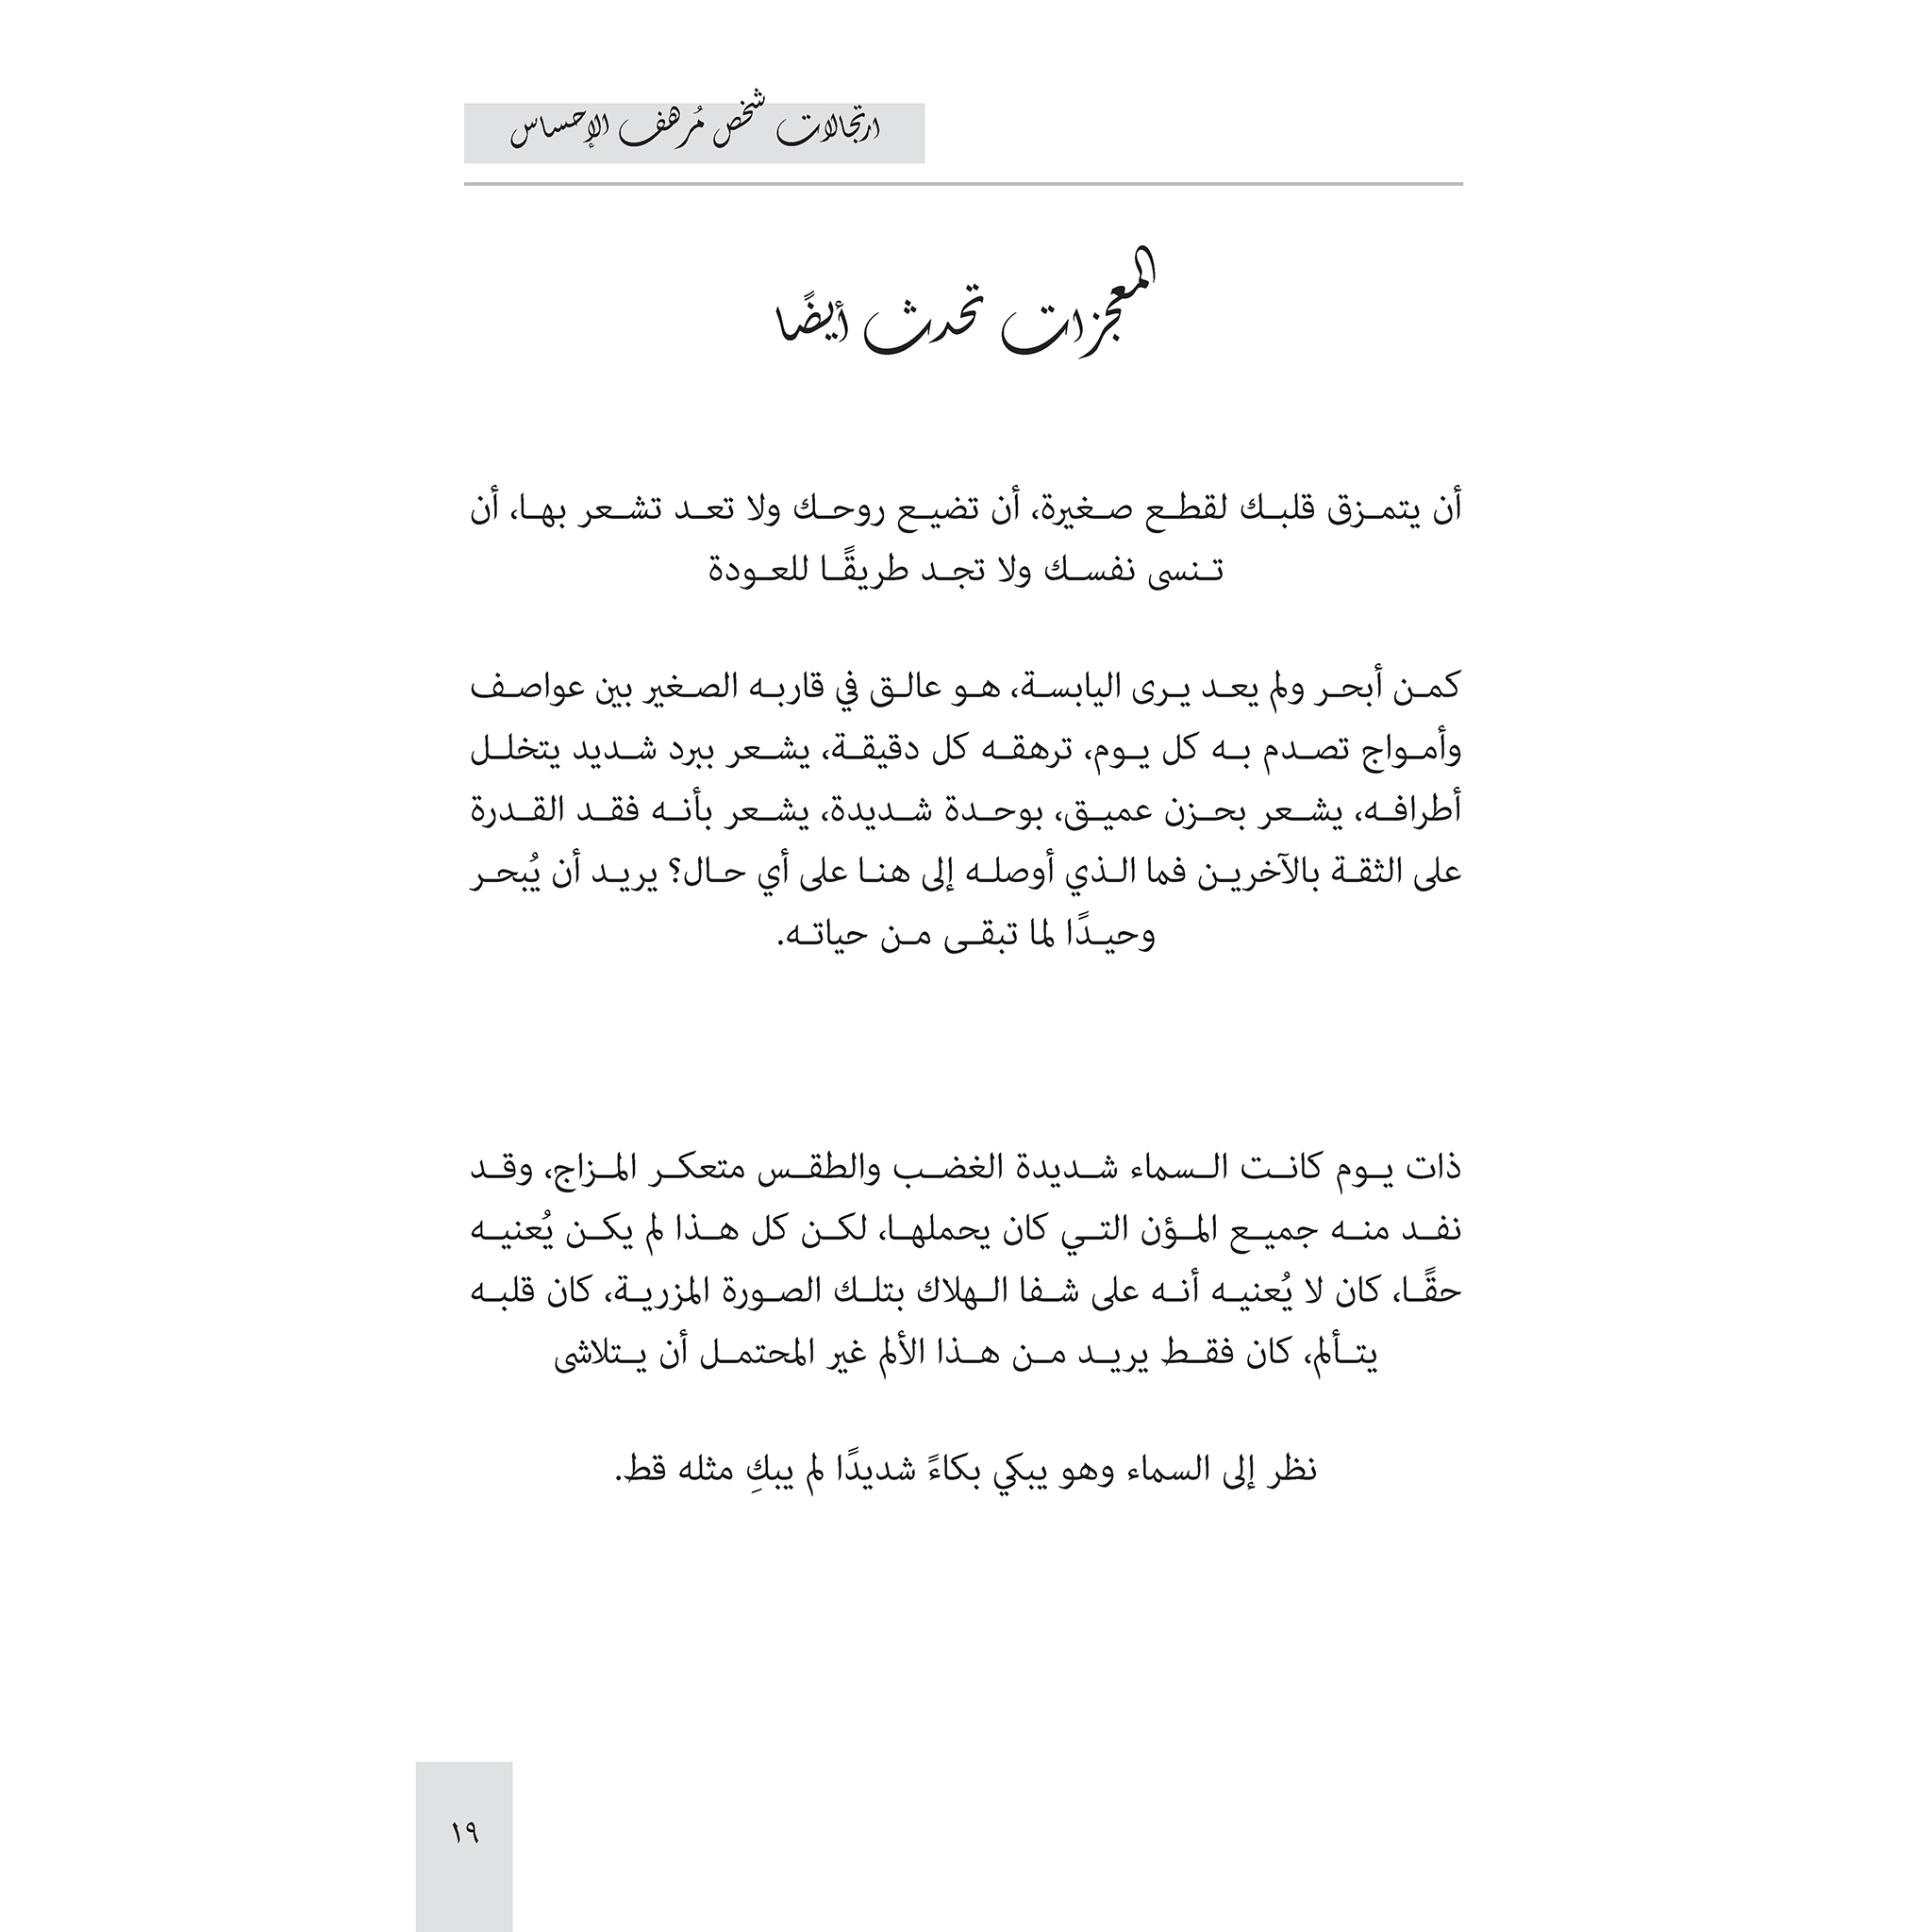 ارتجالات شخص مُرهف الإحساس
المعجزات تحدث أيضًا
أن يتمزق قلبك لقطع صغيرة، أن تضيع روحك ولا تعد تشعر بها، أن
تنسى نفسك ولا تجد طريقًا للعودة
كمن أبحر ولم يعد يرى اليابسة، هو عالق في قاربه الصغير بين عواصف
وأمواج تصدم به كل يوم، ترهقه كل دقيقة، يشعر ببرد شديد يتخلل
أطرافه، يشعر بحزن عميق، بوحدة شديدة، يشعر بأنه فقد القدرة
على الثقة بالآخرين فما الذي أوصله إلى هنا على أي حال؟ يريد أن يُبحر
وحيدًا لما تبقى من حياته.
ذات يوم كانت السماء شديدة الغضب والطقس متعكر المزاج، وقد
نفد منه جميع المؤن التي كان يحملها، لكن كل هذا لم يكن يُعنيه
حقًا، كان لا يُعنيه أنه على شفا الهلاك بتلك الصورة المزرية، كان قلبه
يتألم، كان فقط يريد من هذا الألم غير المحتمل أن يتلاشى
نظر إلى السماء وهو يبكي بكاءً شديدًا لم يبكِ مثله قط.
١٩